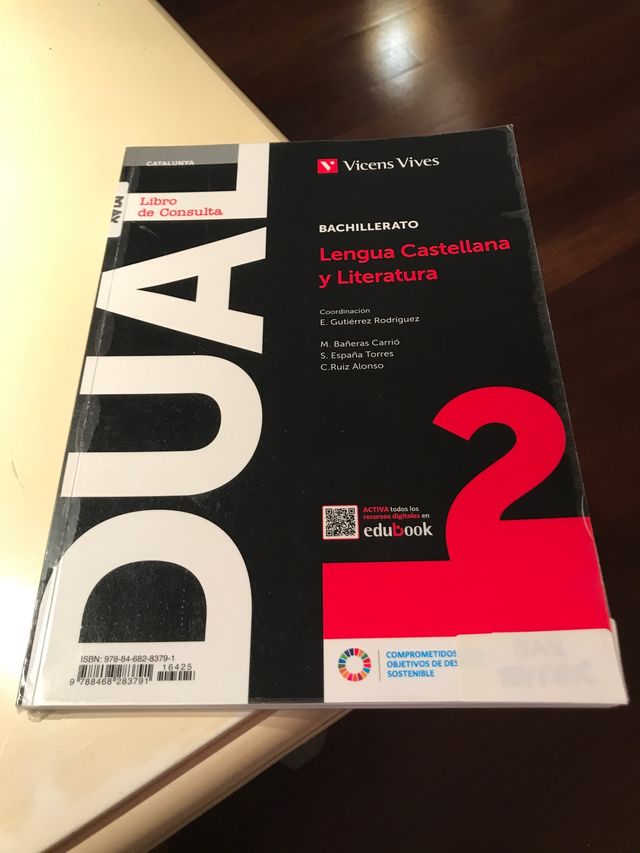 CATALUNYA
Libro
de Consulta
DUAL
Vicens Vives
BACHILLERATO
Lengua Castellana
y Literatura
Coordinación
E. Gutiérrez Rodríguez
M. Bañeras Carrió
S. España Torres
C.Ruiz Alonso
2
ACTIVA todos los
recursos digitales en
edubook
ISBN: 978-84-682-8379-1
16425
9 788468 283791
COMPROMETIDOS
OBJETIVOS DE DES
SOSTENIBLE